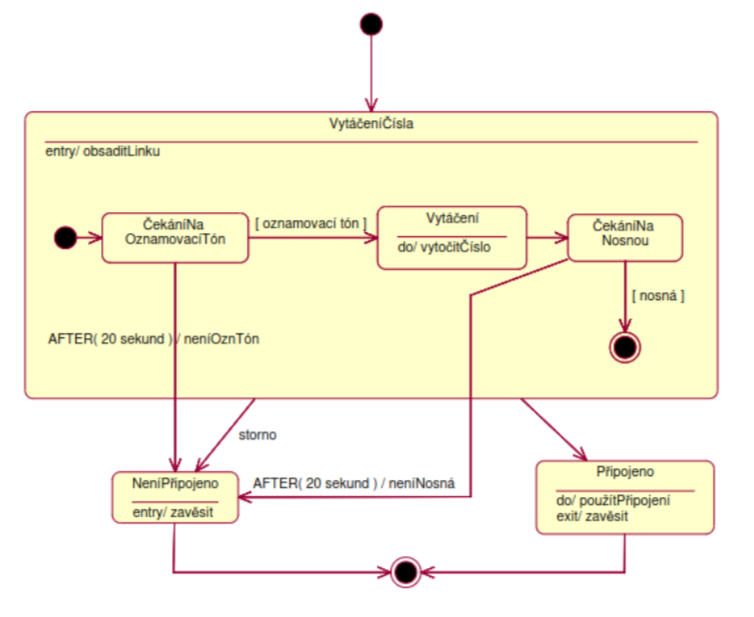 VytáčeníČísla
entry/ obsaditLinku
ČekáníNa
OznamovacíTón
[ oznamovací tón ]
Vytáčení
do/ vytočitČíslo
ČekáníNa
Nosnou
[ nosná ]
AFTER( 20 sekund ) / neníOznTón
storno
NeníPřipojeno
entry/ zavěsit
AFTER( 20 sekund ) / neníNosná
Připojeno
do/ použítPřipojení
exit/ zavěsit